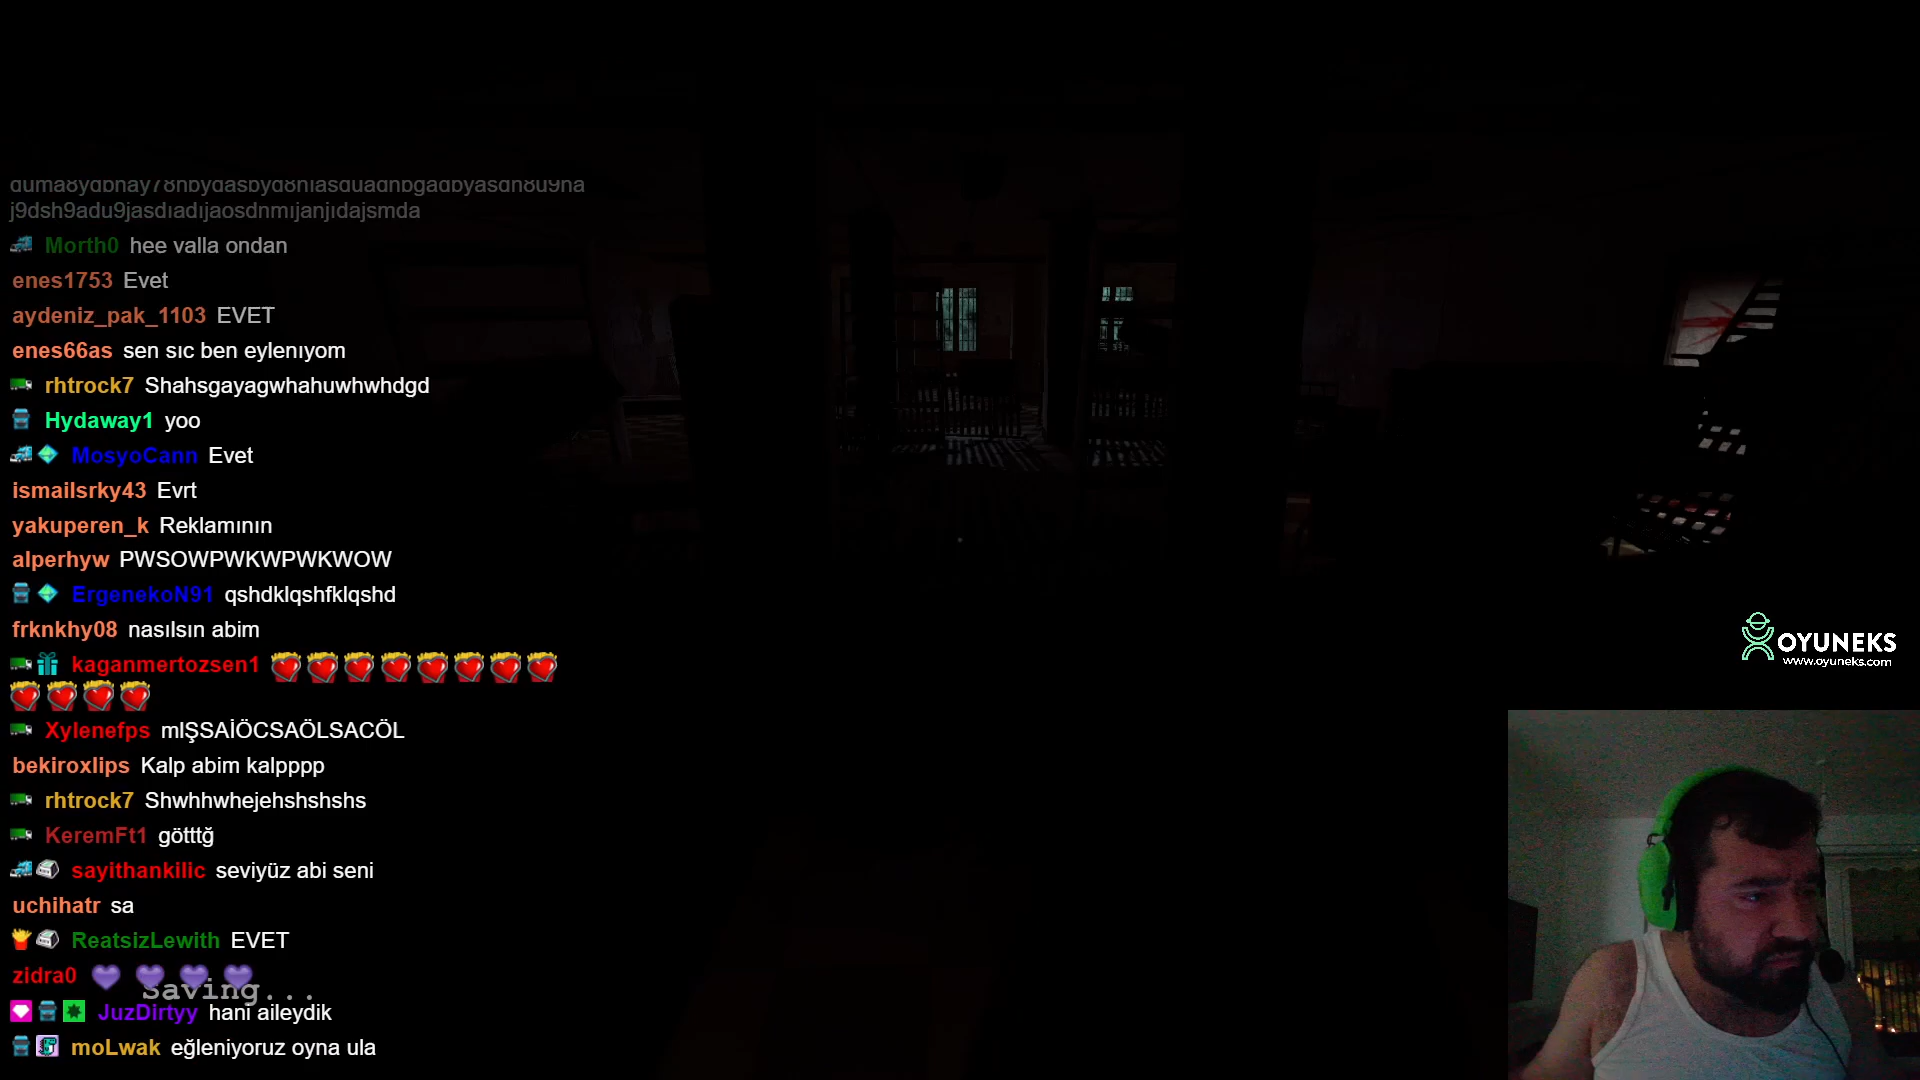 j9dsh9adu9jasdıadıjaosdnmıjanjıdajsmda
Morth0 hee valla ondan
enes1753 Evet
aydeniz_pak_1103 EVET
enes66as sen sıc ben eylenıyom
rhtrock7 Shahsgayagwhahuwhwhdgd
Hydaway1 yoo
MosyoCann Evet
ismailsrky43 Evrt
yakuperen_k Reklamının
alperhyw PWSOWPWKWPWKWOW
ErgenekoN91 qshdklqshfklqshd
frknkhy08 nasılsın abim
kaganmertozsen1
Xylenefps mlŞSAİÖCSAÖLSACÖL
bekiroxlips Kalp abim kalpppp
rhtrock7 Shwhhwhejehshshshs
KeremFt1 götttğ
sayithankilic seviyüz abi seni
uchihatr sa
ReatsizLewith EVET
zidra0
Saving...
JuzDirtyy hani aileydik
moLwak eğleniyoruz oyna ula
OYUNEKS
www.oyuneks.com